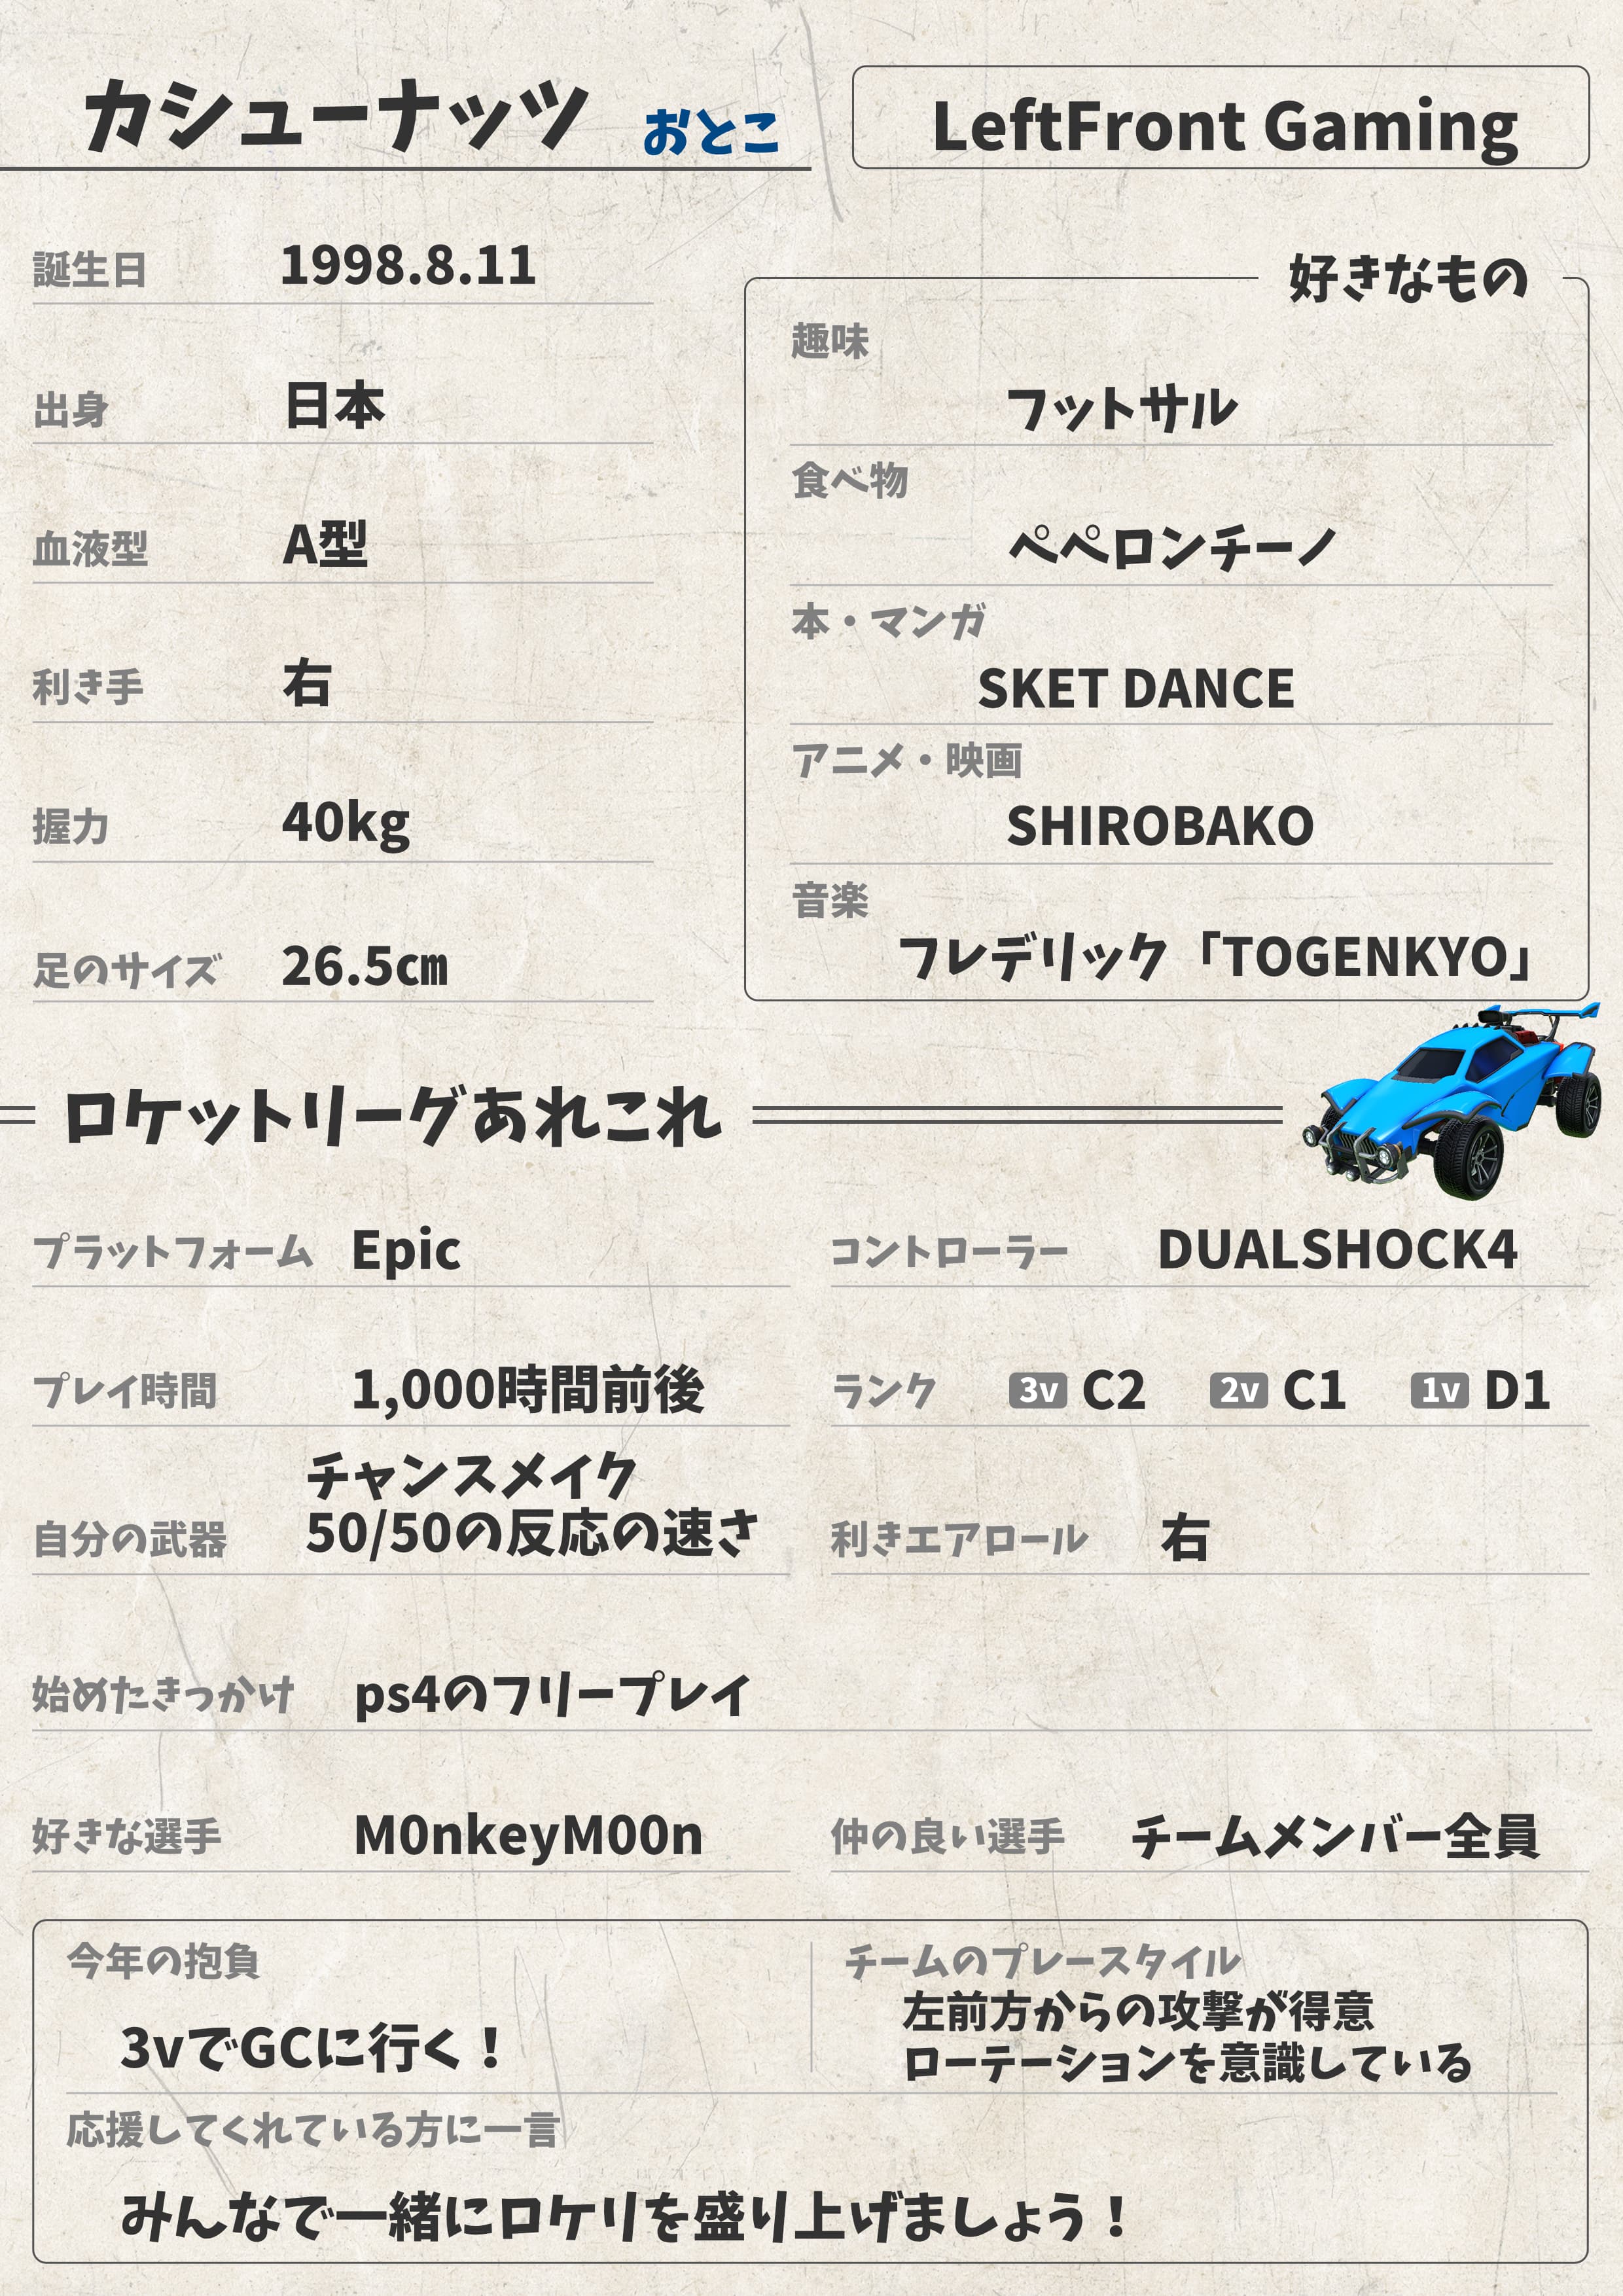 カシューナッツ おとこ
LeftFront Gaming
誕生日 1998.8.11
出身 日本
血液型 A型
利き手 右
握力 40kg
足のサイズ 26.5㎝
好きなもの
趣味
フットサル
食べ物
ペペロンチーノ
本・マンガ
SKET DANCE
アニメ・映画
SHIROBAKO
音楽
フレデリック「TOGENKYO」
ロケットリーグあれこれ
プラットフォーム Epic
コントローラー DUALSHOCK4
プレイ時間 1,000時間前後
ランク 3v C2 2v C1 1v D1
自分の武器 チャンスメイク
50/50の反応の速さ
利きエアロール 右
始めたきっかけ ps4のフリープレイ
好きな選手 M0nkeyM00n
仲の良い選手 チームメンバー全員
今年の抱負
3vでGCに行く！
チームのプレースタイル
左前方からの攻撃が得意
ローテーションを意識している
応援してくれている方に一言
みんなで一緒にロケリを盛り上げましょう！